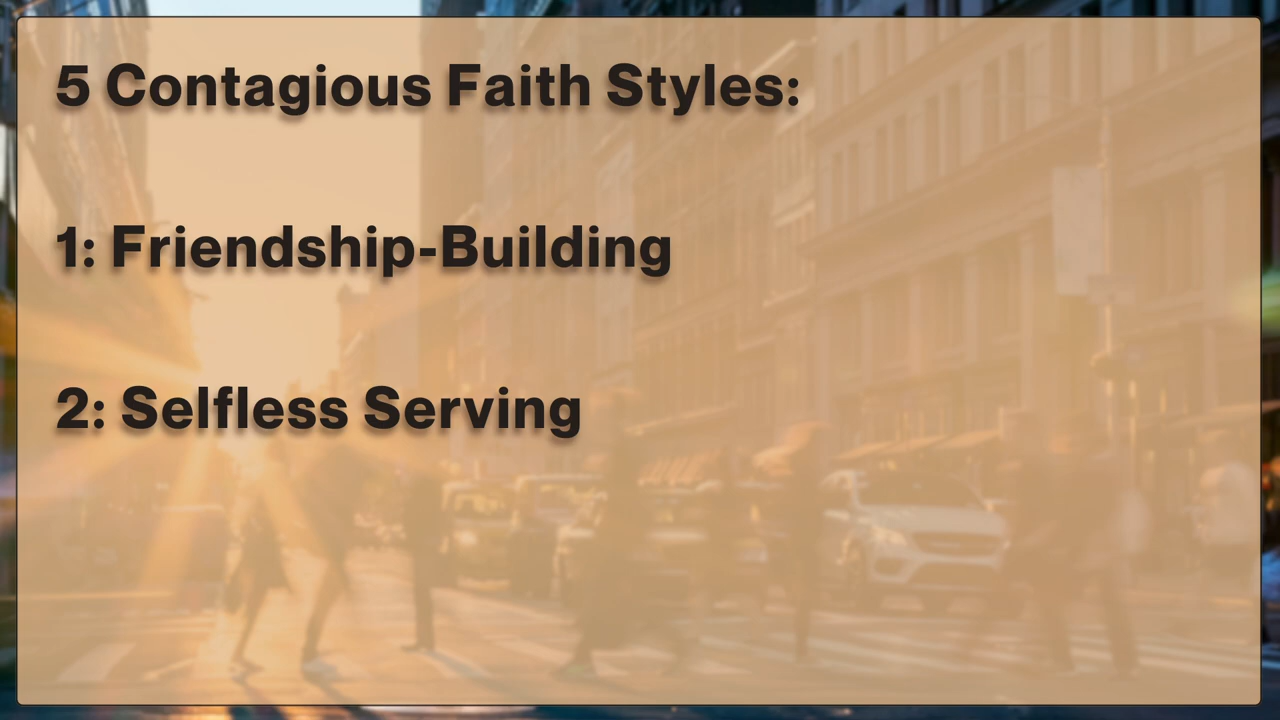 5 Contagious Faith Styles:
1: Friendship-Building
2: Selfless Serving